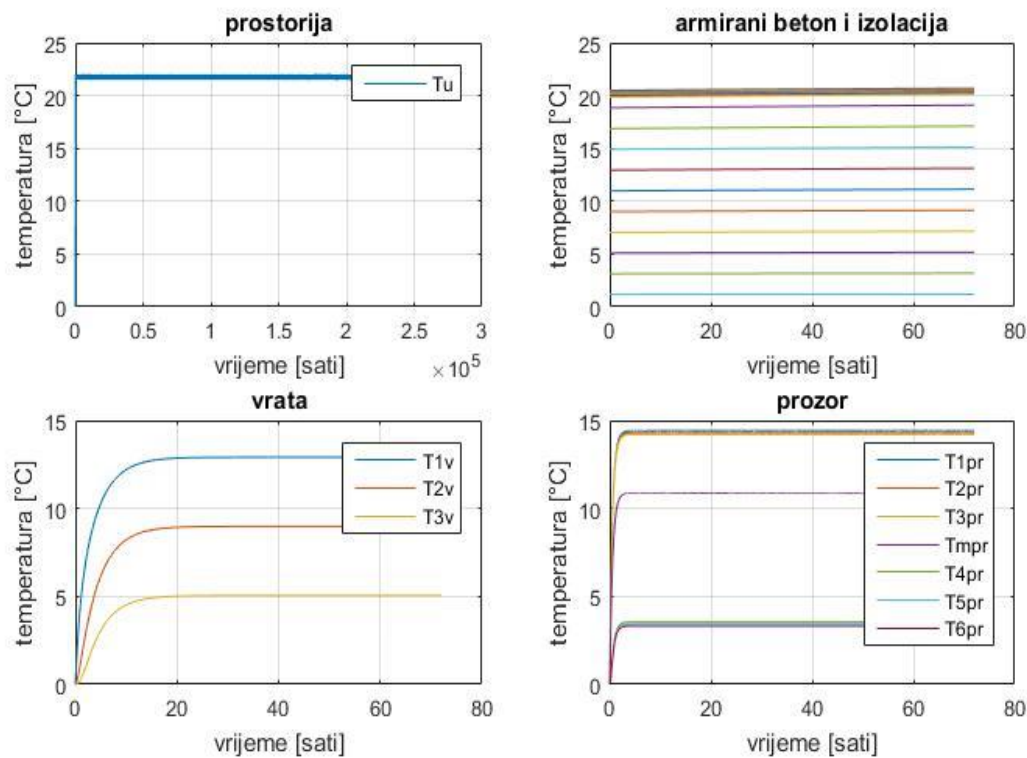 prostorija
25
20
15
10
5
0
temperatura [°C]
Tu
0 0.5 1 1.5 2 2.5 3
vrijeme [sati]
×10^5
armirani beton i izolacija
25
20
15
10
5
0
temperatura [°C]
0 20 40 60 80
vrijeme [sati]
vrata
15
10
5
0
temperatura [°C]
T1v
T2v
T3v
0 20 40 60 80
vrijeme [sati]
prozor
15
10
5
0
temperatura [°C]
T1pr
T2pr
T3pr
Tmpr
T4pr
T5pr
T6pr
0 20 40 60 80
vrijeme [sati]